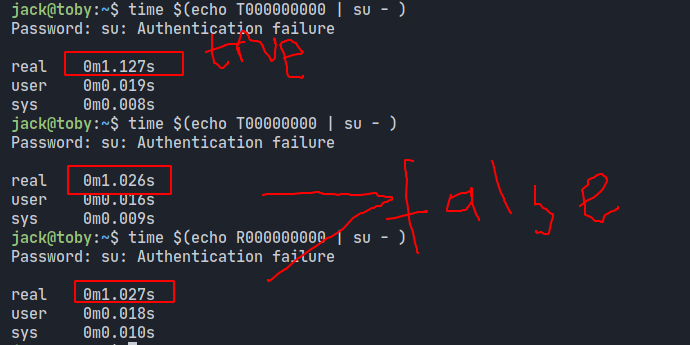 jack@toby:~$ time $(echo T000000000 | su - )
Password: su: Authentication failure
true
real 0m1.127s
user 0m0.019s
sys 0m0.008s
jack@toby:~$ time $(echo T00000000 | su - )
Password: su: Authentication failure
real 0m1.026s
false
user 0m0.016s
sys 0m0.009s
jack@toby:~$ time $(echo R000000000 | su - )
Password: su: Authentication failure
real 0m1.027s
user 0m0.018s
sys 0m0.010s